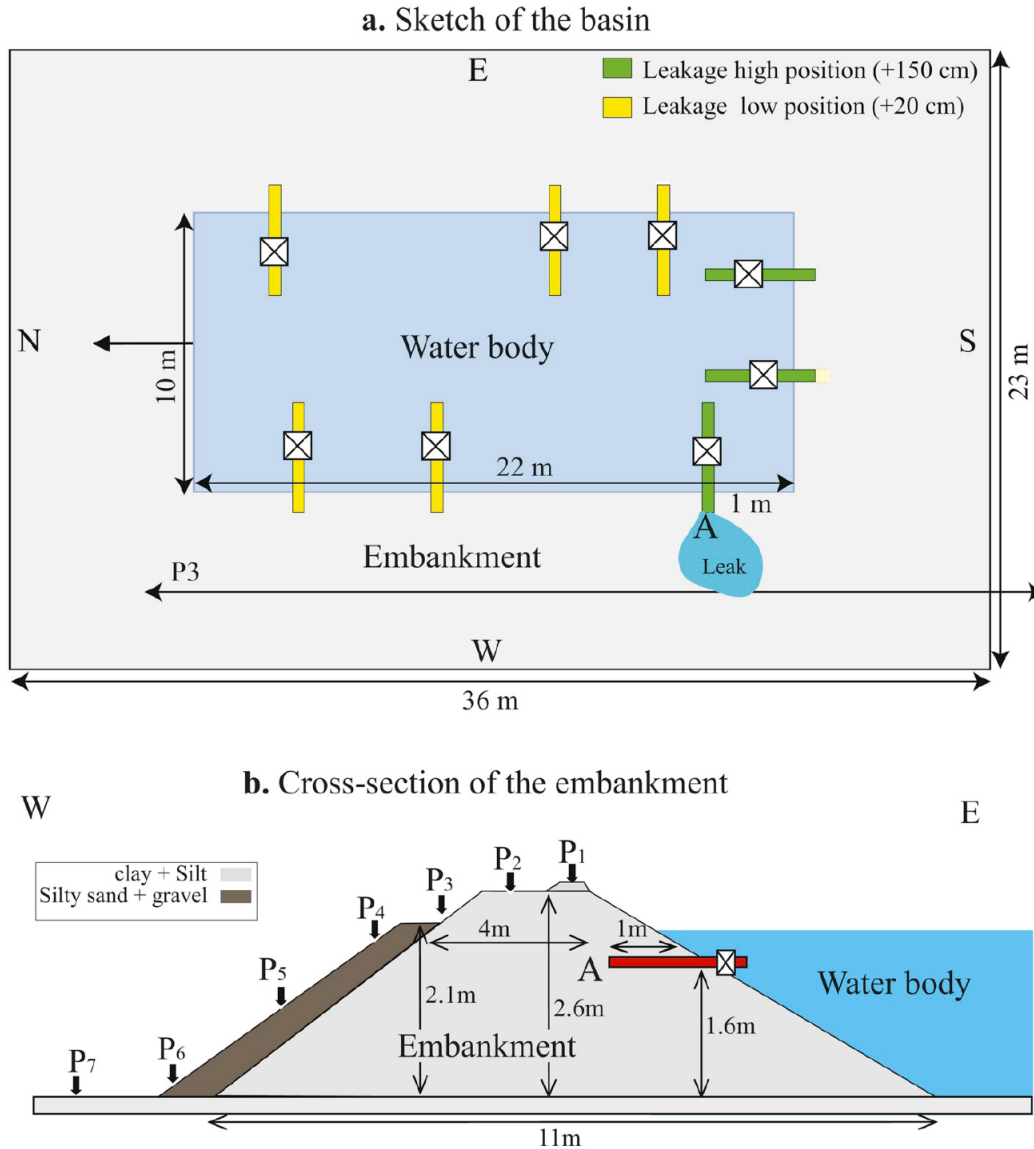 a. Sketch of the basin
E
Leakage high position (+150 cm)
Leakage low position (+20 cm)
N
Water body
S
10 m
23 m
22 m
1 m
A
Leak
Embankment
P3
W
36 m
b. Cross-section of the embankment
W
E
clay + Silt
Silty sand + gravel
P1
P2
P3
P4
4m
1m
A
P5
2.1m
2.6m
Water body
1.6m
Embankment
P6
P7
11m